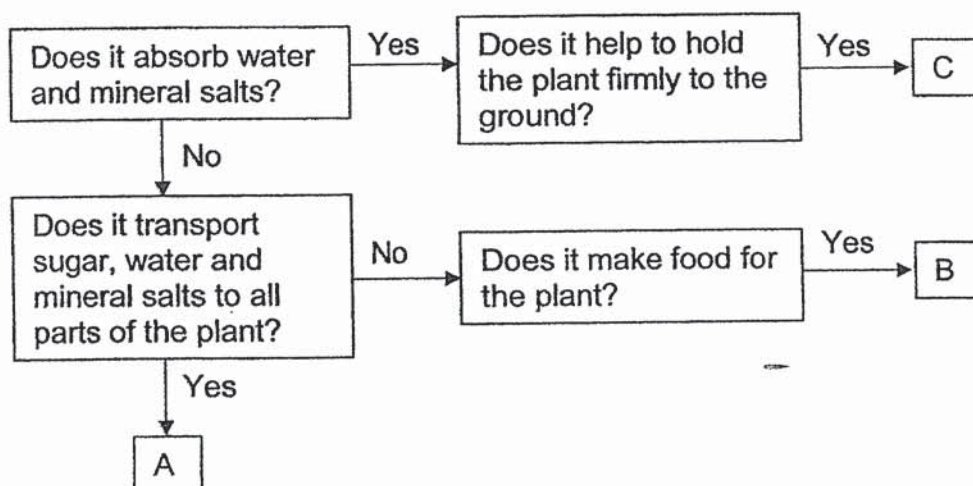 Does it absorb water
and mineral salts?
Yes
Does it help to hold
the plant firmly to the
ground?
Yes
C
No
Does it transport
sugar, water and
mineral salts to all
parts of the plant?
No
Does it make food for
the plant?
Yes
B
Yes
A